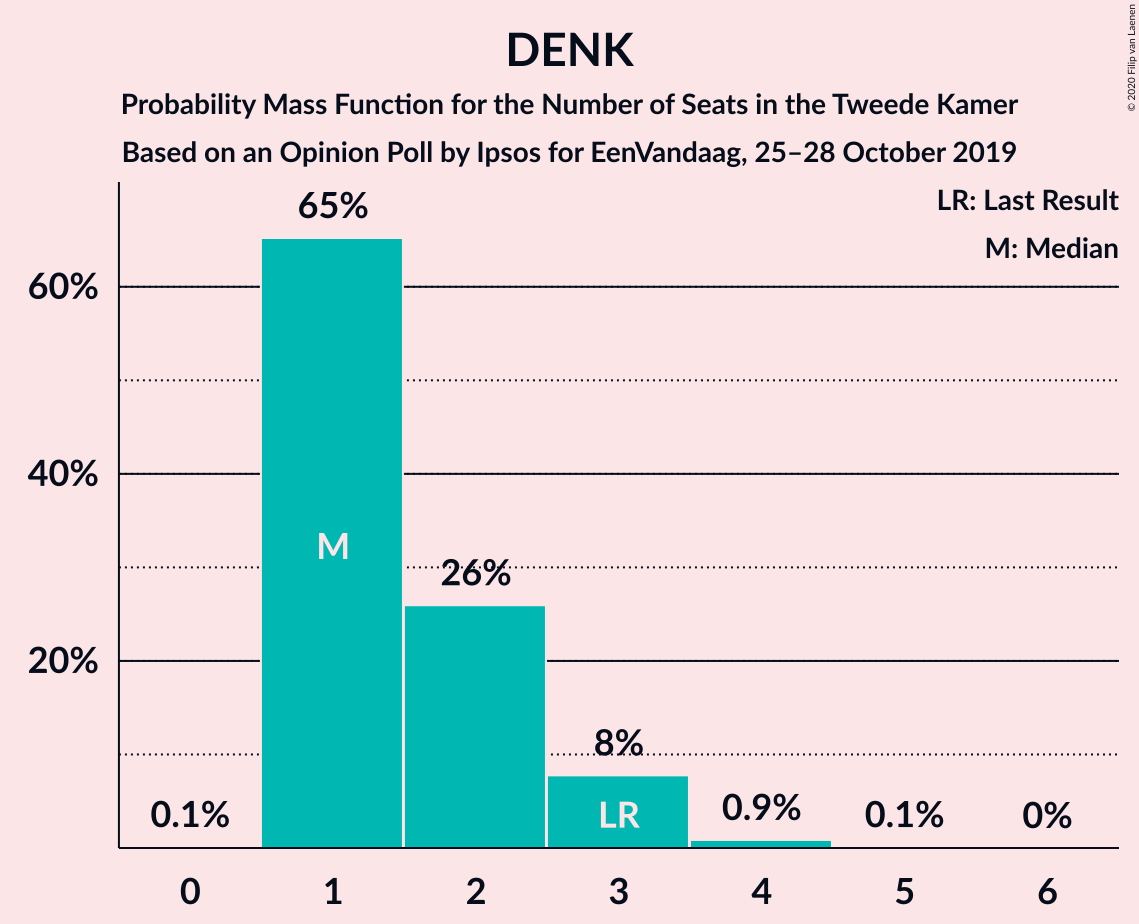 DENK
Probability Mass Function for the Number of Seats in the Tweede Kamer
Based on an Opinion Poll by Ipsos for EenVandaag, 25–28 October 2019
© 2020 Filip van Laenen
LR: Last Result
M: Median
65%
60%
40%
M
26%
20%
8%
LR
0.1%
0.9%
0.1%
0%
0 1 2 3 4 5 6